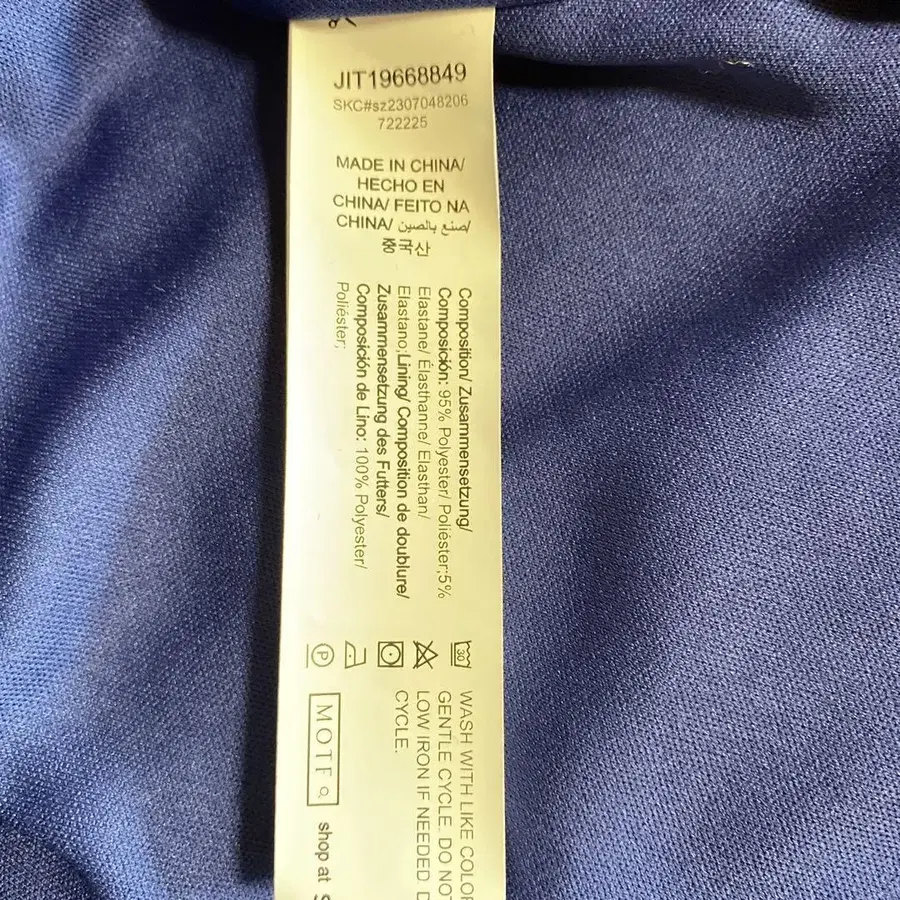 JIT19668849
SKC#sz2307048206
722225
MADE IN CHINA/
HECHO EN
CHINA/ FEITO NA
CHINA/ صنع بالصين/
중국산
Composition/ Zusammensetzung/
Composición: 95% Polyester/ Poliéster;5%
Elastane/ Élasthanne/ Elasthan/
Elastano;Lining/ Composition de doublure/
Zusammensetzung des Futters/
Composición de Lino: 100% Polyester/
Poliéster;
30
P
WASH WITH LIKE COLOR
GENTLE CYCLE. DO NOT
LOW IRON IF NEEDED. D
CYCLE.
MOTF
shop at S